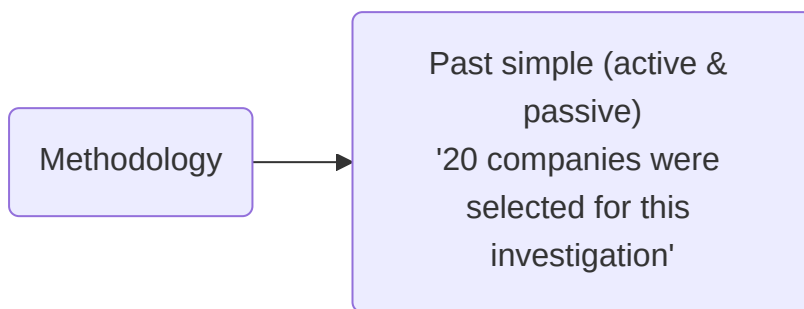 Methodology
Past simple (active &
passive)
'20 companies were
selected for this
investigation'